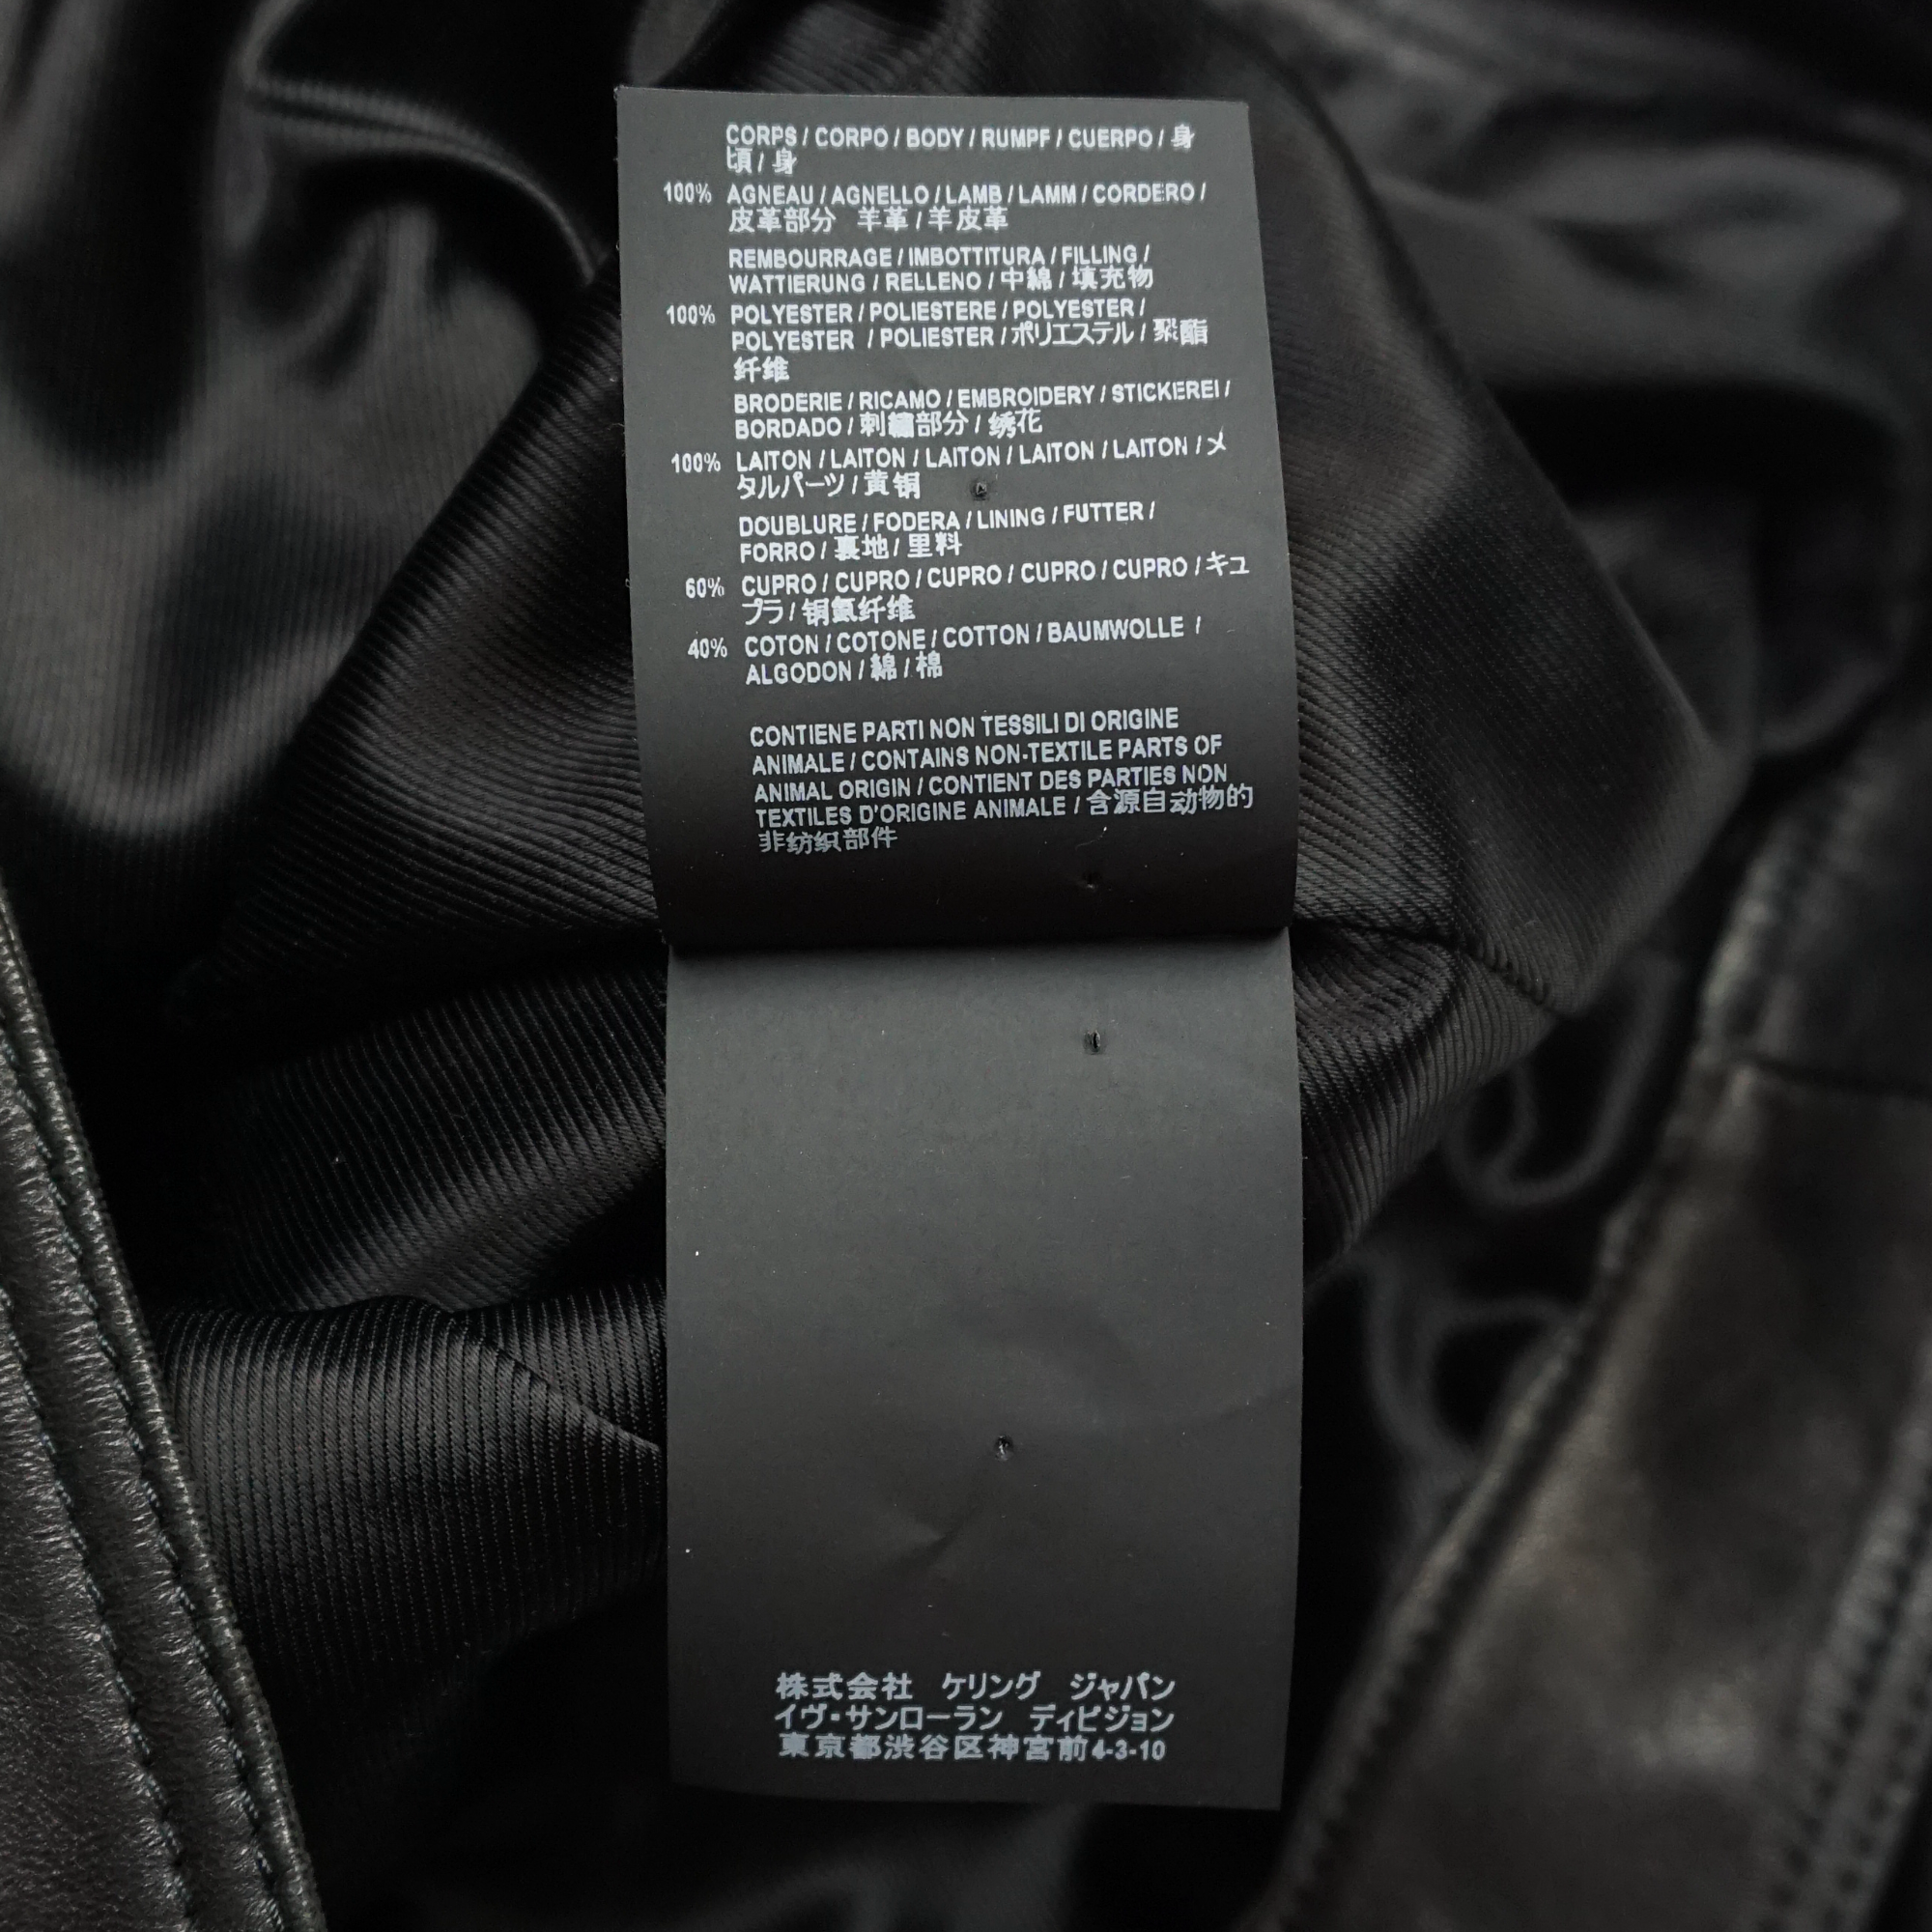 CORPS / CORPO / BODY / RUMPF / CUERPO / 身
頃 / 身
100% AGNEAU / AGNELLO / LAMB / LAMM / CORDERO /
皮革部分 羊革 / 羊皮革
REMBOURRAGE / IMBOTTITURA / FILLING /
WATTIERUNG / RELLENO / 中綿 / 填充物
100% POLYESTER / POLIESTERE / POLYESTER /
POLYESTER / POLIESTER / ポリエステル / 聚酯
纤维
BRODERIE / RICAMO / EMBROIDERY / STICKEREI /
BORDADO / 刺繍部分 / 绣花
100% LAITON / LAITON / LAITON / LAITON / LAITON / メ
タルパーツ / 黄铜
DOUBLURE / FODERA / LINING / FUTTER /
FORRO / 裏地 / 里料
60% CUPRO / CUPRO / CUPRO / CUPRO / CUPRO / キュ
プラ / 铜氨纤维
40% COTON / COTONE / COTTON / BAUMWOLLE /
ALGODON / 綿 / 棉
CONTIENE PARTI NON TESSILI DI ORIGINE
ANIMALE / CONTAINS NON-TEXTILE PARTS OF
ANIMAL ORIGIN / CONTIENT DES PARTIES NON
TEXTILES D'ORIGINE ANIMALE / 含源自动物的
非纺织部件
株式会社 ケリング ジャパン
イヴ・サンローラン ディビジョン
東京都渋谷区神宮前4-3-10